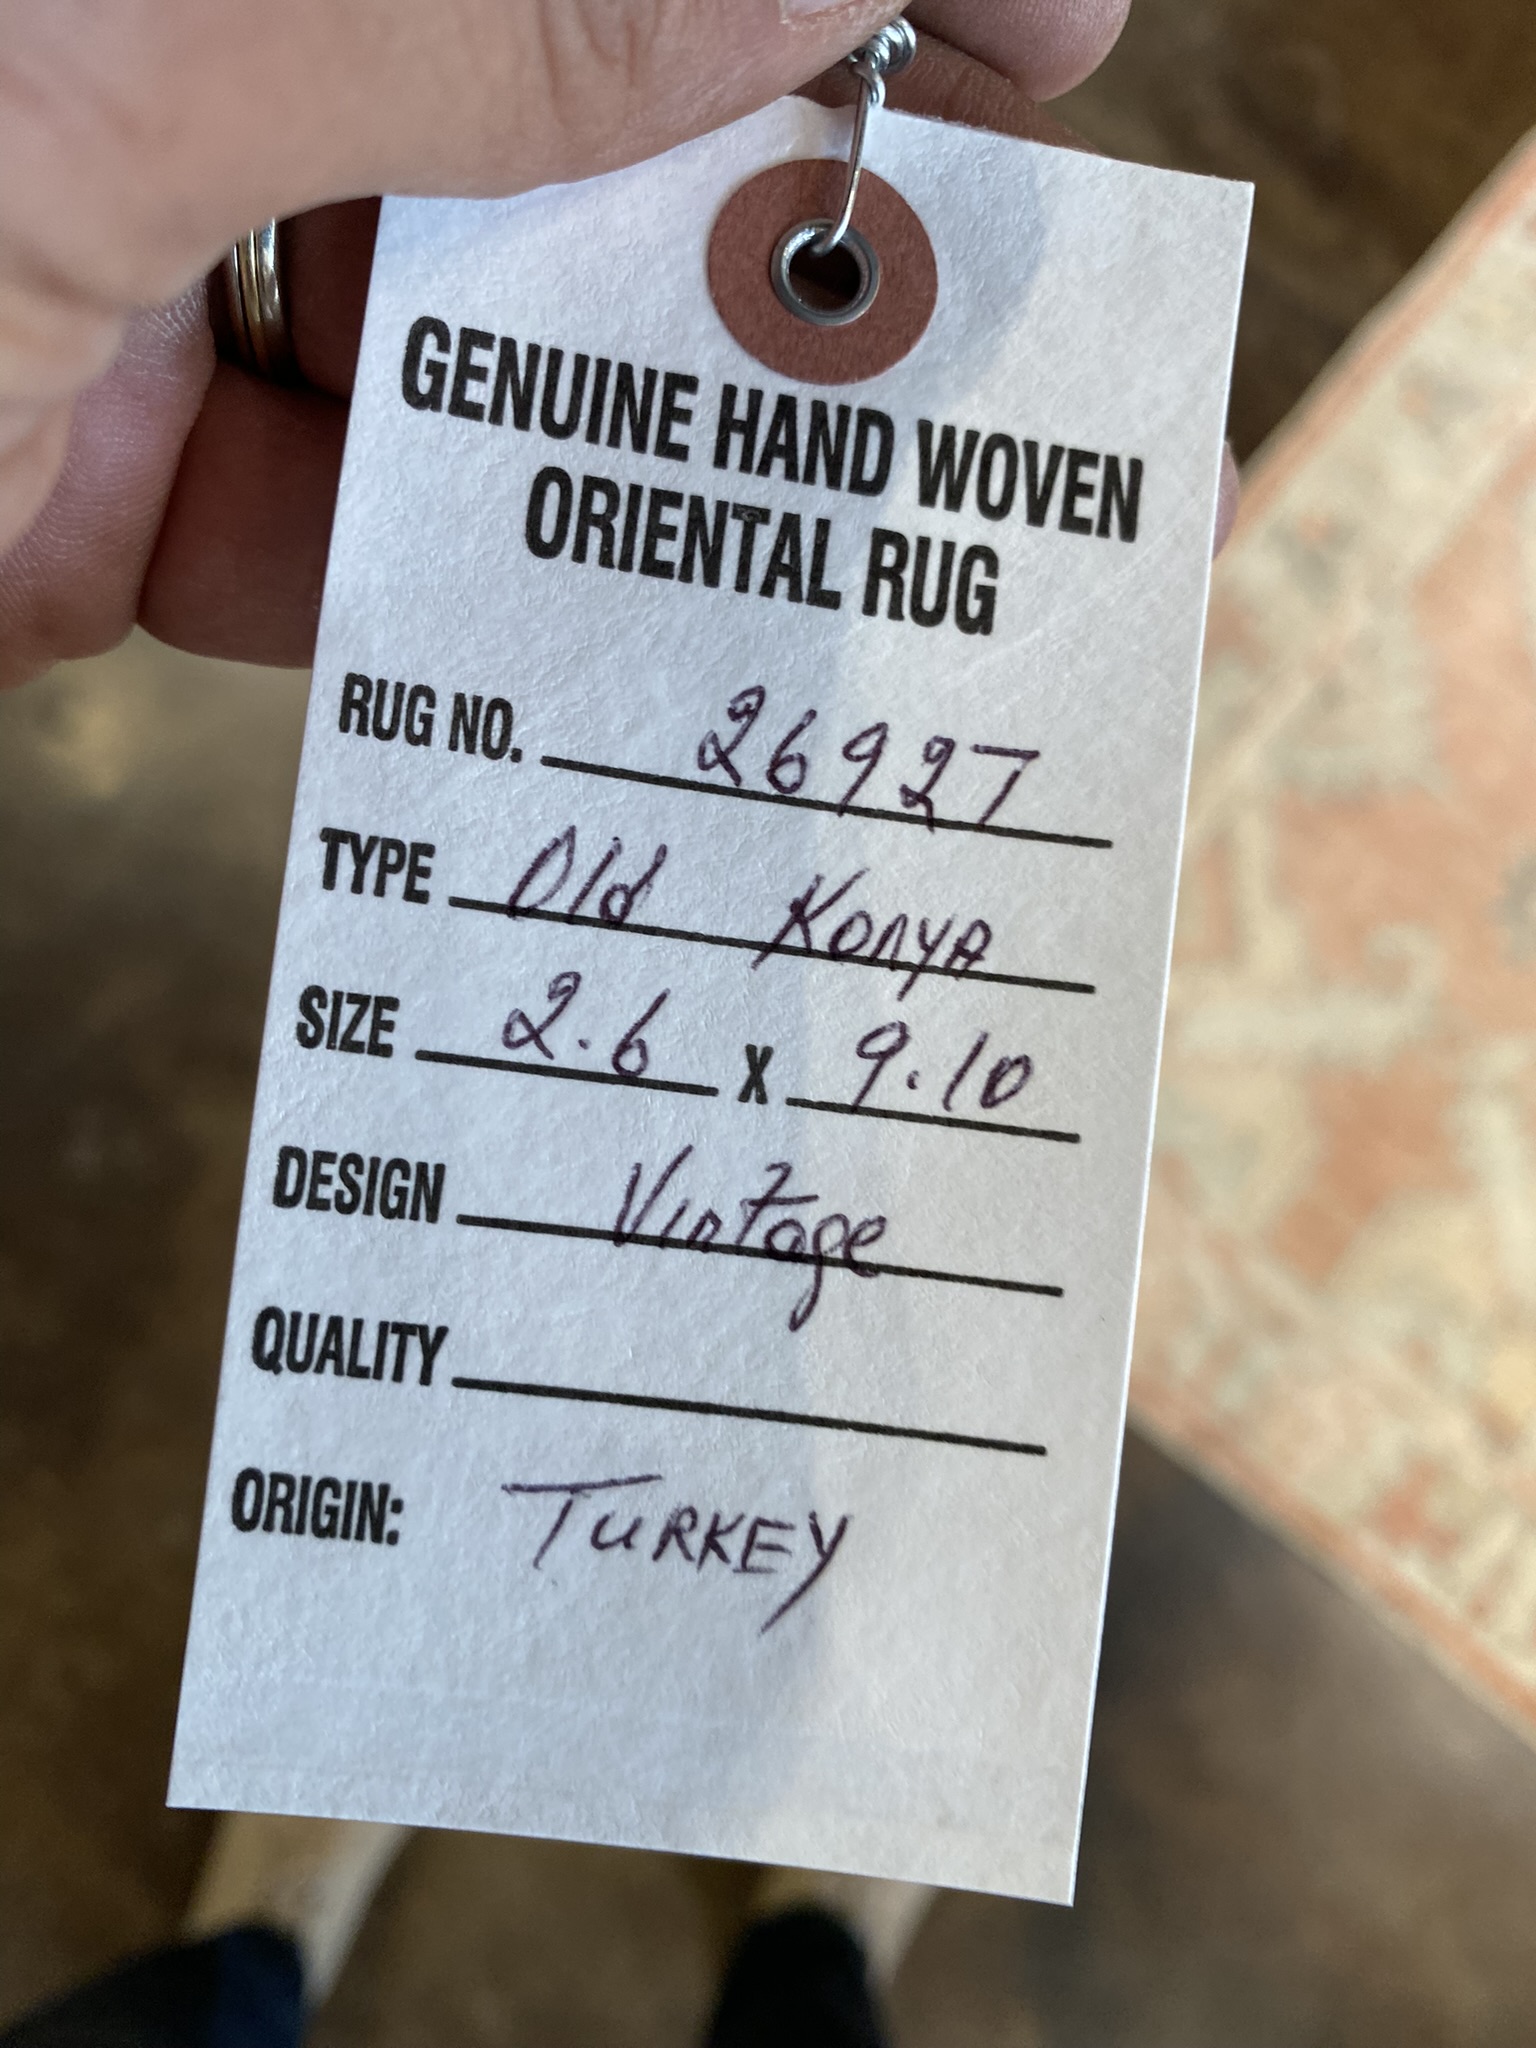 GENUINE HAND WOVEN
ORIENTAL RUG
RUG NO. 26927
TYPE Old Konya
SIZE 2.6 X 9.10
DESIGN Vintage
QUALITY
ORIGIN: TURKEY